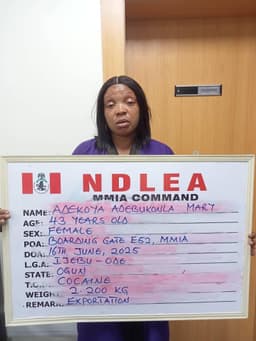 NDLEA
MMIA COMMAND
NAME: ADEKOYA ADEBUKONLA MARY
AGE: 43 YEARS OLD
SEX: FEMALE
POA: BOARDING GATE E52, MMIA
DOA: 16TH JUNE, 2025
L.G.A: IJEBU-ODE
STATE: OGUN
COCAINE
WEIGHT: 2.200 KG
REMARK: EXPORTATION